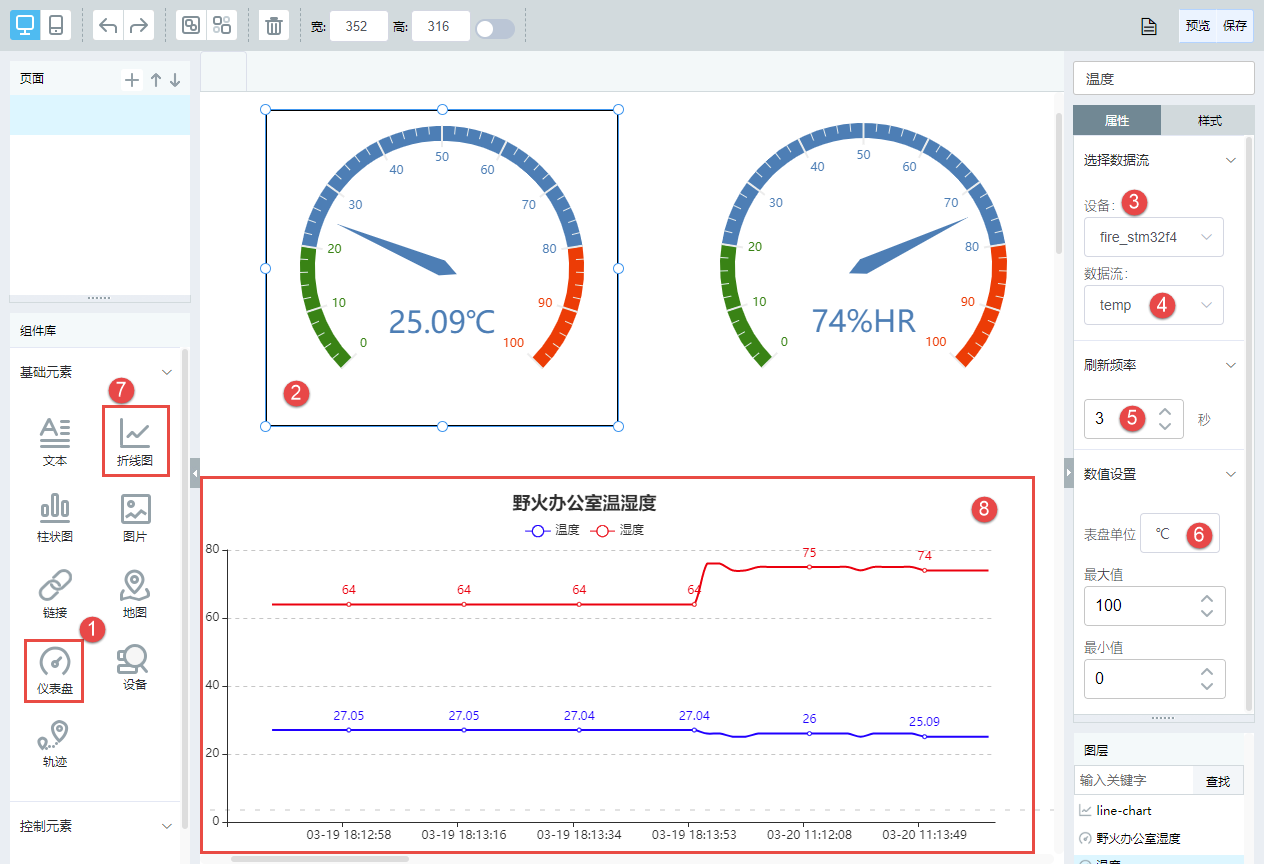 宽: 352 高: 316
预览 保存
页面
组件库
基础元素
7
A 文本
折线图
柱状图
图片
链接
地图
1
仪表盘
设备
轨迹
控制元素
0 10 20 30 40 50 60 70 80 90 100
25.09℃
2
0 10 20 30 40 50 60 70 80 90 100
74%HR
野火办公室温湿度
8
温度 湿度
80
60
40
20
0
64 64 64 64 75 74
27.05 27.05 27.04 27.04 26 25.09
03-19 18:12:58 03-19 18:13:16 03-19 18:13:34 03-19 18:13:53 03-20 11:12:08 03-20 11:13:49
温度
属性 样式
选择数据流
设备: 3
fire_stm32f4
数据流:
temp 4
刷新频率
3 5 秒
数值设置
表盘单位 ℃ 6
最大值
100
最小值
0
图层
输入关键字 查找
line-chart
野火办公室湿度
温度